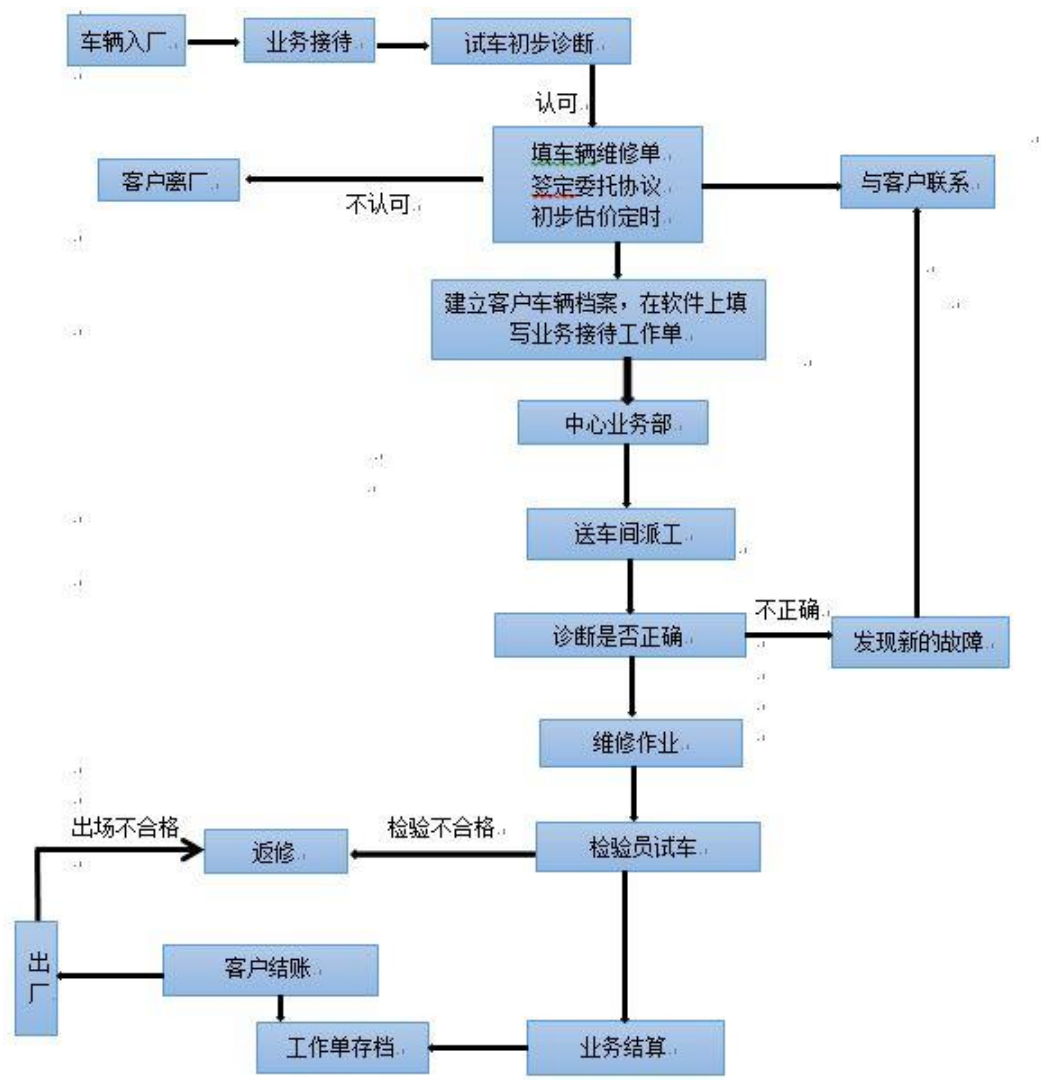 车辆入厂
业务接待
试车初步诊断
认可
填车辆维修单
签定委托协议
初步估价定时
客户离厂
不认可
与客户联系
建立客户车辆档案，在软件上填
写业务接待工作单
中心业务部
送车间派工
诊断是否正确
不正确
发现新的故障
维修作业
出场不合格
返修
检验不合格
检验员试车
出
厂
客户结账
工作单存档
业务结算